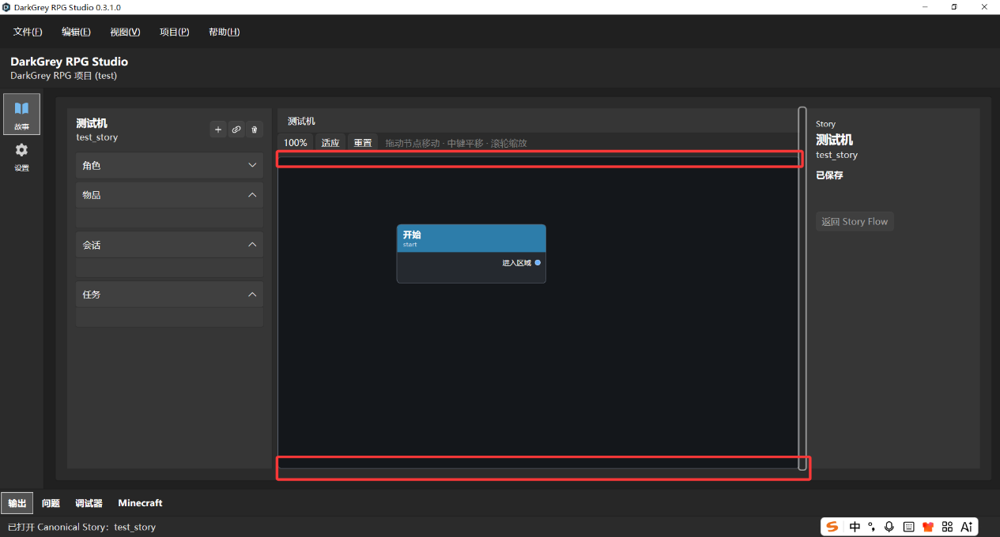 DarkGrey RPG Studio 0.3.1.0
文件(F) 编辑(E) 视图(V) 项目(P) 帮助(H)
DarkGrey RPG Studio
DarkGrey RPG 项目 (test)
故事
设置
测试机
test_story
角色
物品
会话
任务
测试机
100% 适应 重置 拖动节点移动 · 中键平移 · 滚轮缩放
开始
start
进入区域
Story
测试机
test_story
已保存
返回 Story Flow
输出 问题 调试器 Minecraft
已打开 Canonical Story：test_story
中 °,